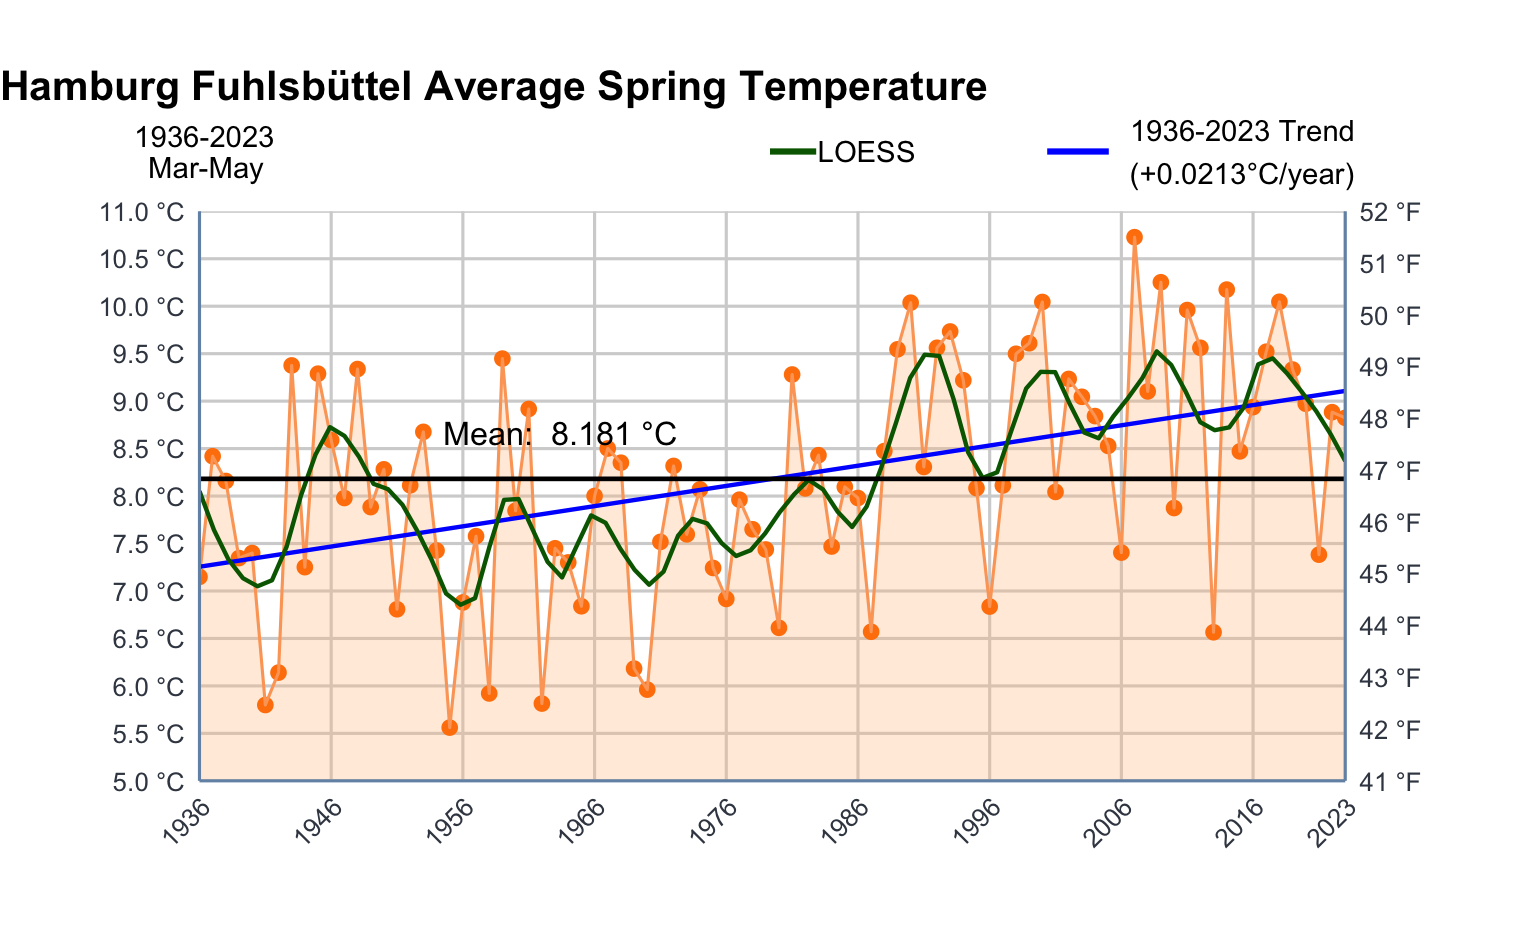 Hamburg Fuhlsbüttel Average Spring Temperature
1936-2023
Mar-May
LOESS
1936-2023 Trend
(+0.0213°C/year)
11.0 °C
10.5 °C
10.0 °C
9.5 °C
9.0 °C
8.5 °C
8.0 °C
7.5 °C
7.0 °C
6.5 °C
6.0 °C
5.5 °C
5.0 °C
Mean:  8.181 °C
52 °F
51 °F
50 °F
49 °F
48 °F
47 °F
46 °F
45 °F
44 °F
43 °F
42 °F
41 °F
1936
1946
1956
1966
1976
1986
1996
2006
2016
2023